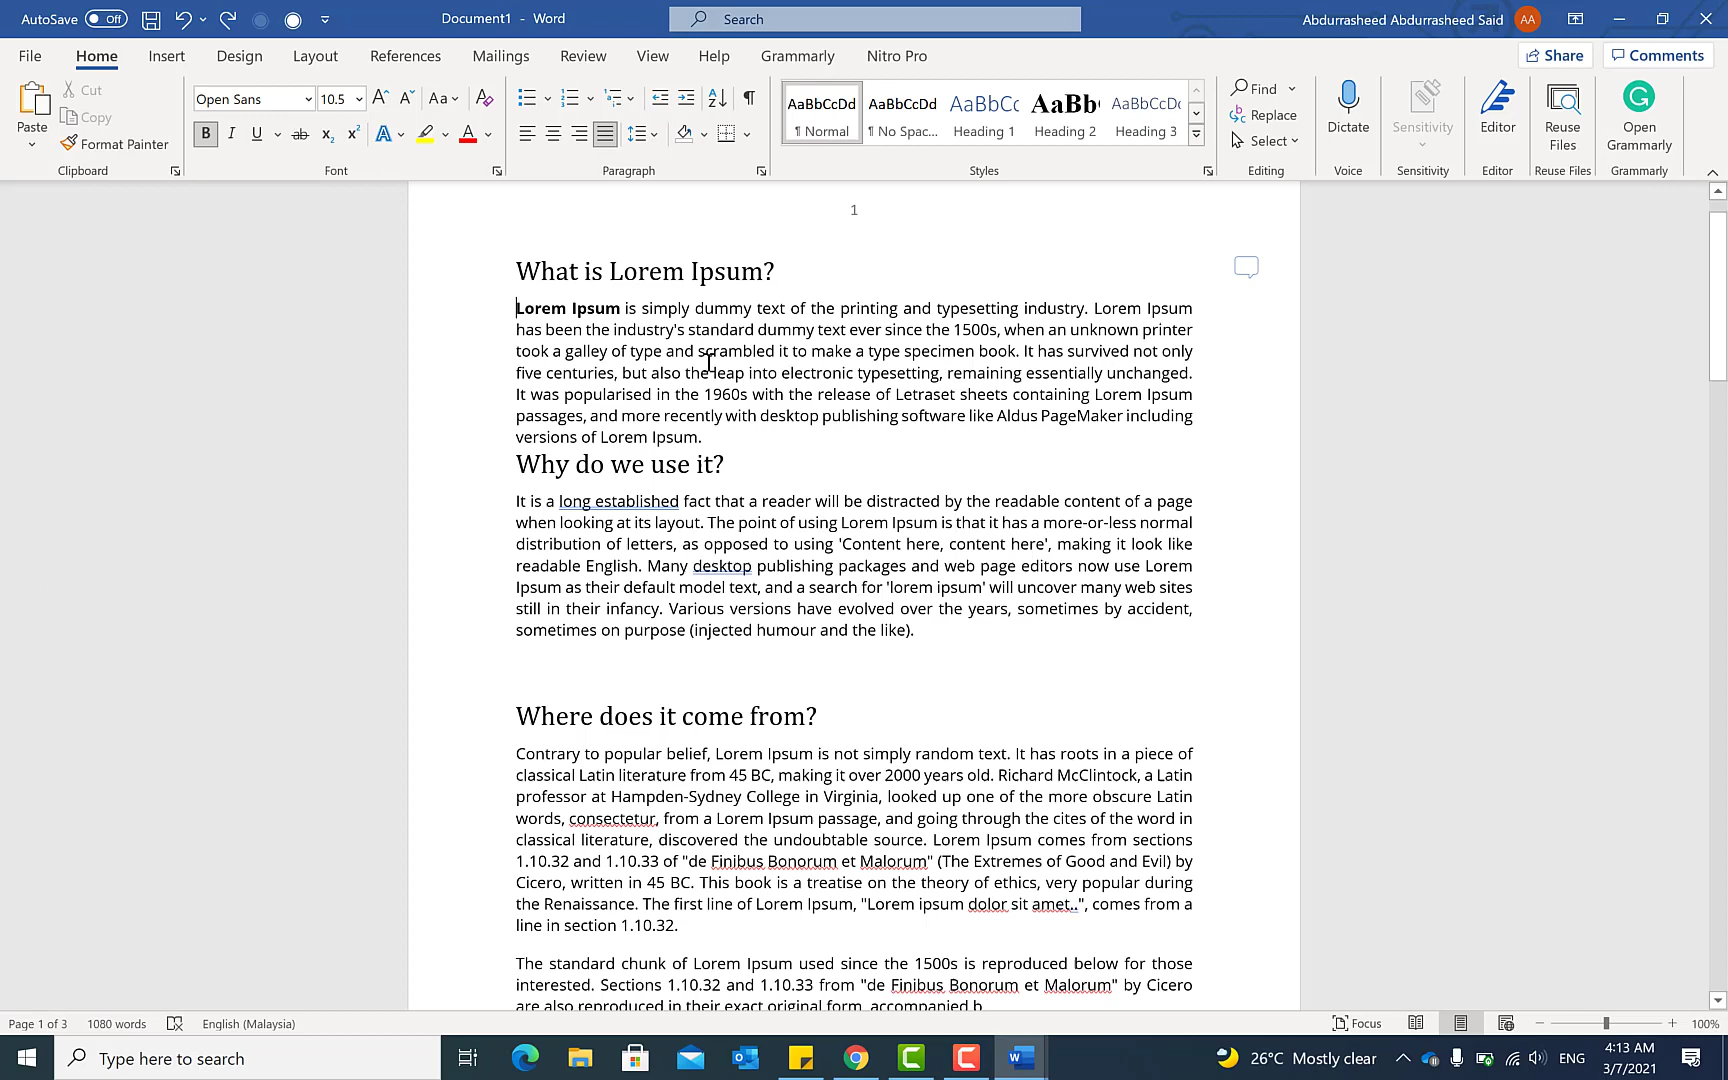 AutoSave Off Document1 - Word Search Abdurrasheed Abdurrasheed Said AA
File Home Insert Design Layout References Mailings Review View Help Grammarly Nitro Pro Share Comments
Paste Cut Copy Format Painter
Clipboard
Open Sans 10.5
Font
Paragraph
AaBbCcDd AaBbCcDd AaBbCc AaBb AaBbCcDc
¶ Normal ¶ No Spac... Heading 1 Heading 2 Heading 3
Styles
Find
Replace
Select
Editing
Dictate
Voice
Sensitivity
Sensitivity
Editor
Editor
Reuse
Files
Reuse Files
Open
Grammarly
Grammarly
1
What is Lorem Ipsum?
Lorem Ipsum is simply dummy text of the printing and typesetting industry. Lorem Ipsum
has been the industry's standard dummy text ever since the 1500s, when an unknown printer
took a galley of type and scrambled it to make a type specimen book. It has survived not only
five centuries, but also the leap into electronic typesetting, remaining essentially unchanged.
It was popularised in the 1960s with the release of Letraset sheets containing Lorem Ipsum
passages, and more recently with desktop publishing software like Aldus PageMaker including
versions of Lorem Ipsum.
Why do we use it?
It is a long established fact that a reader will be distracted by the readable content of a page
when looking at its layout. The point of using Lorem Ipsum is that it has a more-or-less normal
distribution of letters, as opposed to using 'Content here, content here', making it look like
readable English. Many desktop publishing packages and web page editors now use Lorem
Ipsum as their default model text, and a search for 'lorem ipsum' will uncover many web sites
still in their infancy. Various versions have evolved over the years, sometimes by accident,
sometimes on purpose (injected humour and the like).
Where does it come from?
Contrary to popular belief, Lorem Ipsum is not simply random text. It has roots in a piece of
classical Latin literature from 45 BC, making it over 2000 years old. Richard McClintock, a Latin
professor at Hampden-Sydney College in Virginia, looked up one of the more obscure Latin
words, consectetur, from a Lorem Ipsum passage, and going through the cites of the word in
classical literature, discovered the undoubtable source. Lorem Ipsum comes from sections
1.10.32 and 1.10.33 of "de Finibus Bonorum et Malorum" (The Extremes of Good and Evil) by
Cicero, written in 45 BC. This book is a treatise on the theory of ethics, very popular during
the Renaissance. The first line of Lorem Ipsum, "Lorem ipsum dolor sit amet..", comes from a
line in section 1.10.32.
The standard chunk of Lorem Ipsum used since the 1500s is reproduced below for those
interested. Sections 1.10.32 and 1.10.33 from "de Finibus Bonorum et Malorum" by Cicero
are also reproduced in their exact original form, accompanied b
Page 1 of 3 1080 words English (Malaysia) Focus 100%
Type here to search 26°C Mostly clear ENG 4:13 AM
3/7/2021